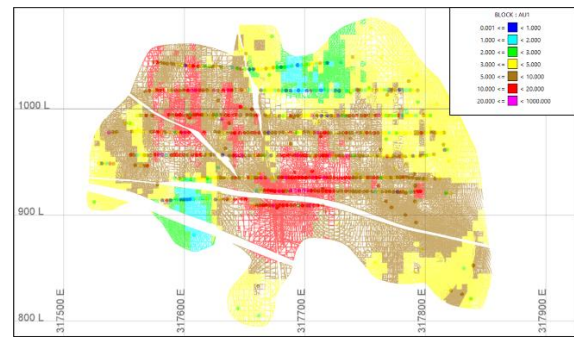 BLOCK : AU1
0.001 <= < 1.000
1.000 <= < 2.000
2.000 <= < 3.000
3.000 <= < 5.000
5.000 <= < 10.000
10.000 <= < 20.000
20.000 <= < 1000.000
1000 L
900 L
800 L
317500 E
317600 E
317700 E
317800 E
317900 E